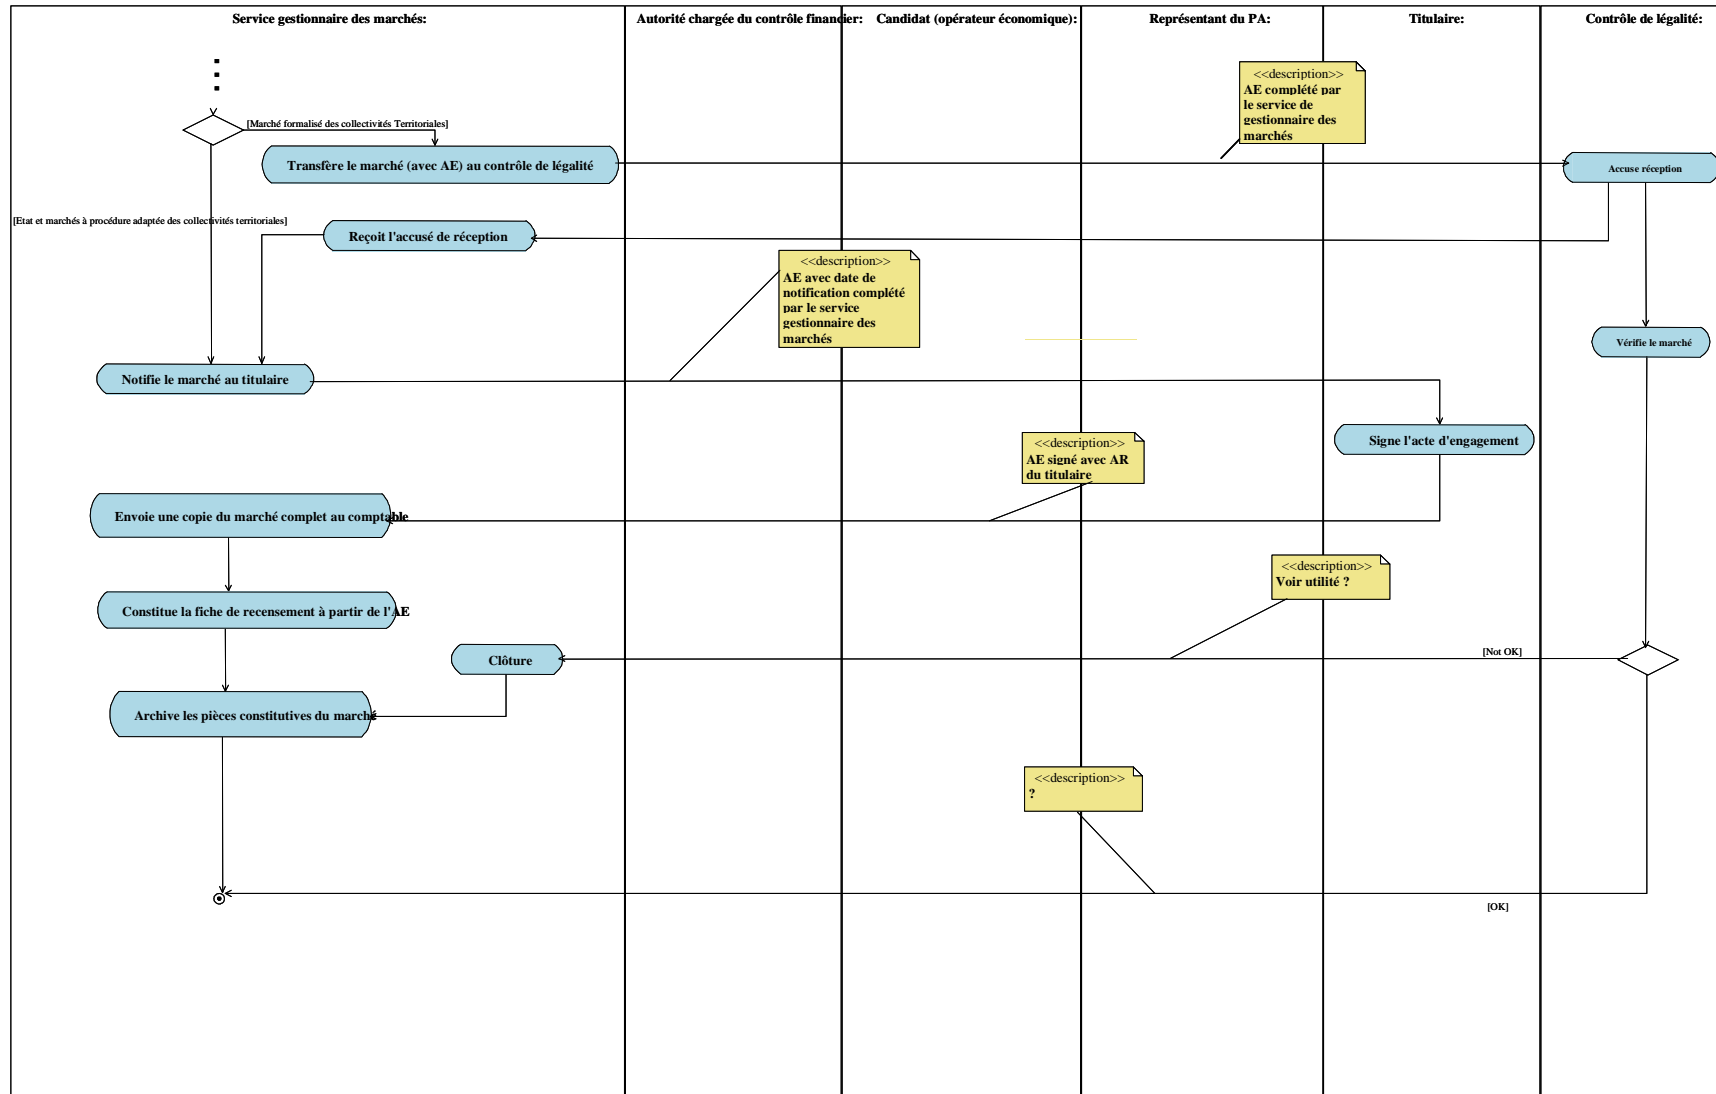 Service gestionnaire des marchés:
Autorité chargée du contrôle financier:
Candidat (opérateur économique):
Représentant du PA:
Titulaire:
Contrôle de légalité:
<<description>>
AE complété par
le service de
gestionnaire des
marchés
[Marché formalisé des collectivités Territoriales]
Transfère le marché (avec AE) au contrôle de légalité
Accuse réception
[Etat et marchés à procédure adaptée des collectivités territoriales]
Reçoit l'accusé de réception
<<description>>
AE avec date de
notification complété
par le service
gestionnaire des
marchés
Vérifie le marché
Notifie le marché au titulaire
Signe l'acte d'engagement
<<description>>
AE signé avec AR
du titulaire
Envoie une copie du marché complet au comptable
<<description>>
Voir utilité ?
Constitue la fiche de recensement à partir de l'AE
Clôture
[Not OK]
Archive les pièces constitutives du marché
<<description>>
?
[OK]